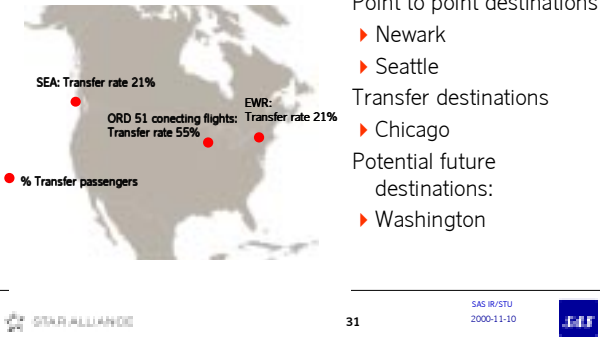 Point to point destinations
Newark
Seattle
Transfer destinations
Chicago
Potential future
destinations:
Washington
SEA: Transfer rate 21%
ORD 51 conecting flights:
Transfer rate 55%
EWR:
Transfer rate 21%
% Transfer passengers
STAR ALLIANCE
31
SAS IR/STU
2000-11-10
SAS